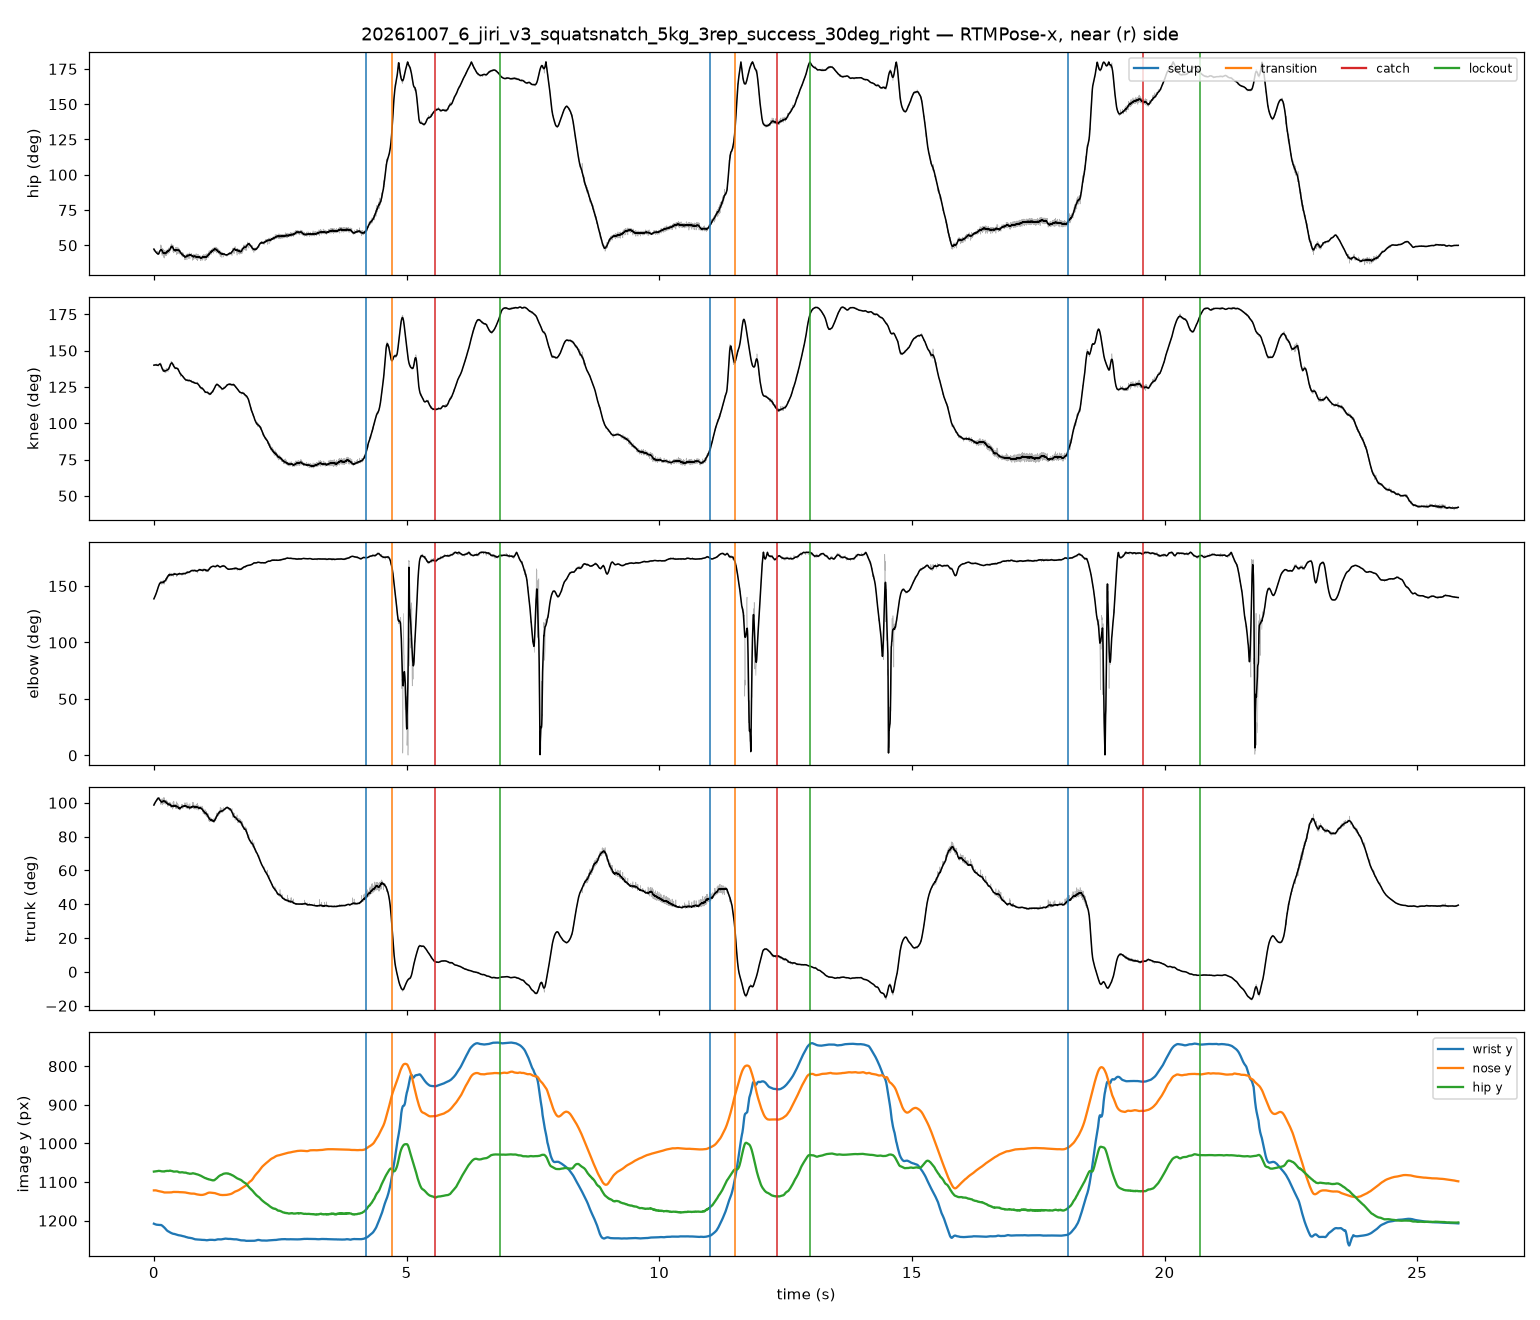 20261007_6_jiri_v3_squatsnatch_5kg_3rep_success_30deg_right — RTMPose-x, near (r) side
setup transition catch lockout
hip (deg)
175
150
125
100
75
50
knee (deg)
175
150
125
100
75
50
elbow (deg)
150
100
50
0
trunk (deg)
100
80
60
40
20
0
−20
image y (px)
800
900
1000
1100
1200
wrist y
nose y
hip y
0 5 10 15 20 25
time (s)